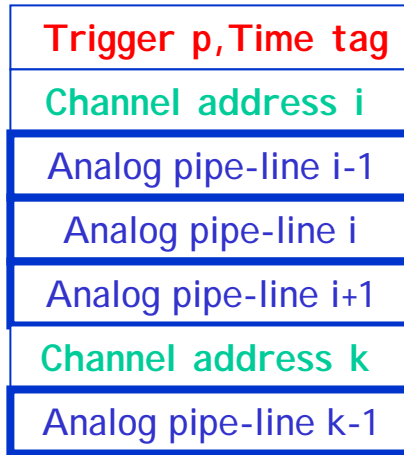 Trigger p, Time tag
Channel address i
Analog pipe-line i-1
Analog pipe-line i
Analog pipe-line i+1
Channel address k
Analog pipe-line k-1